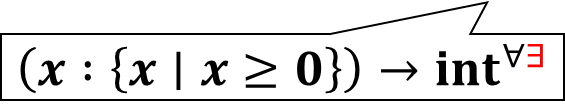 (x : {x | x ≥ 0}) → int^∀∃